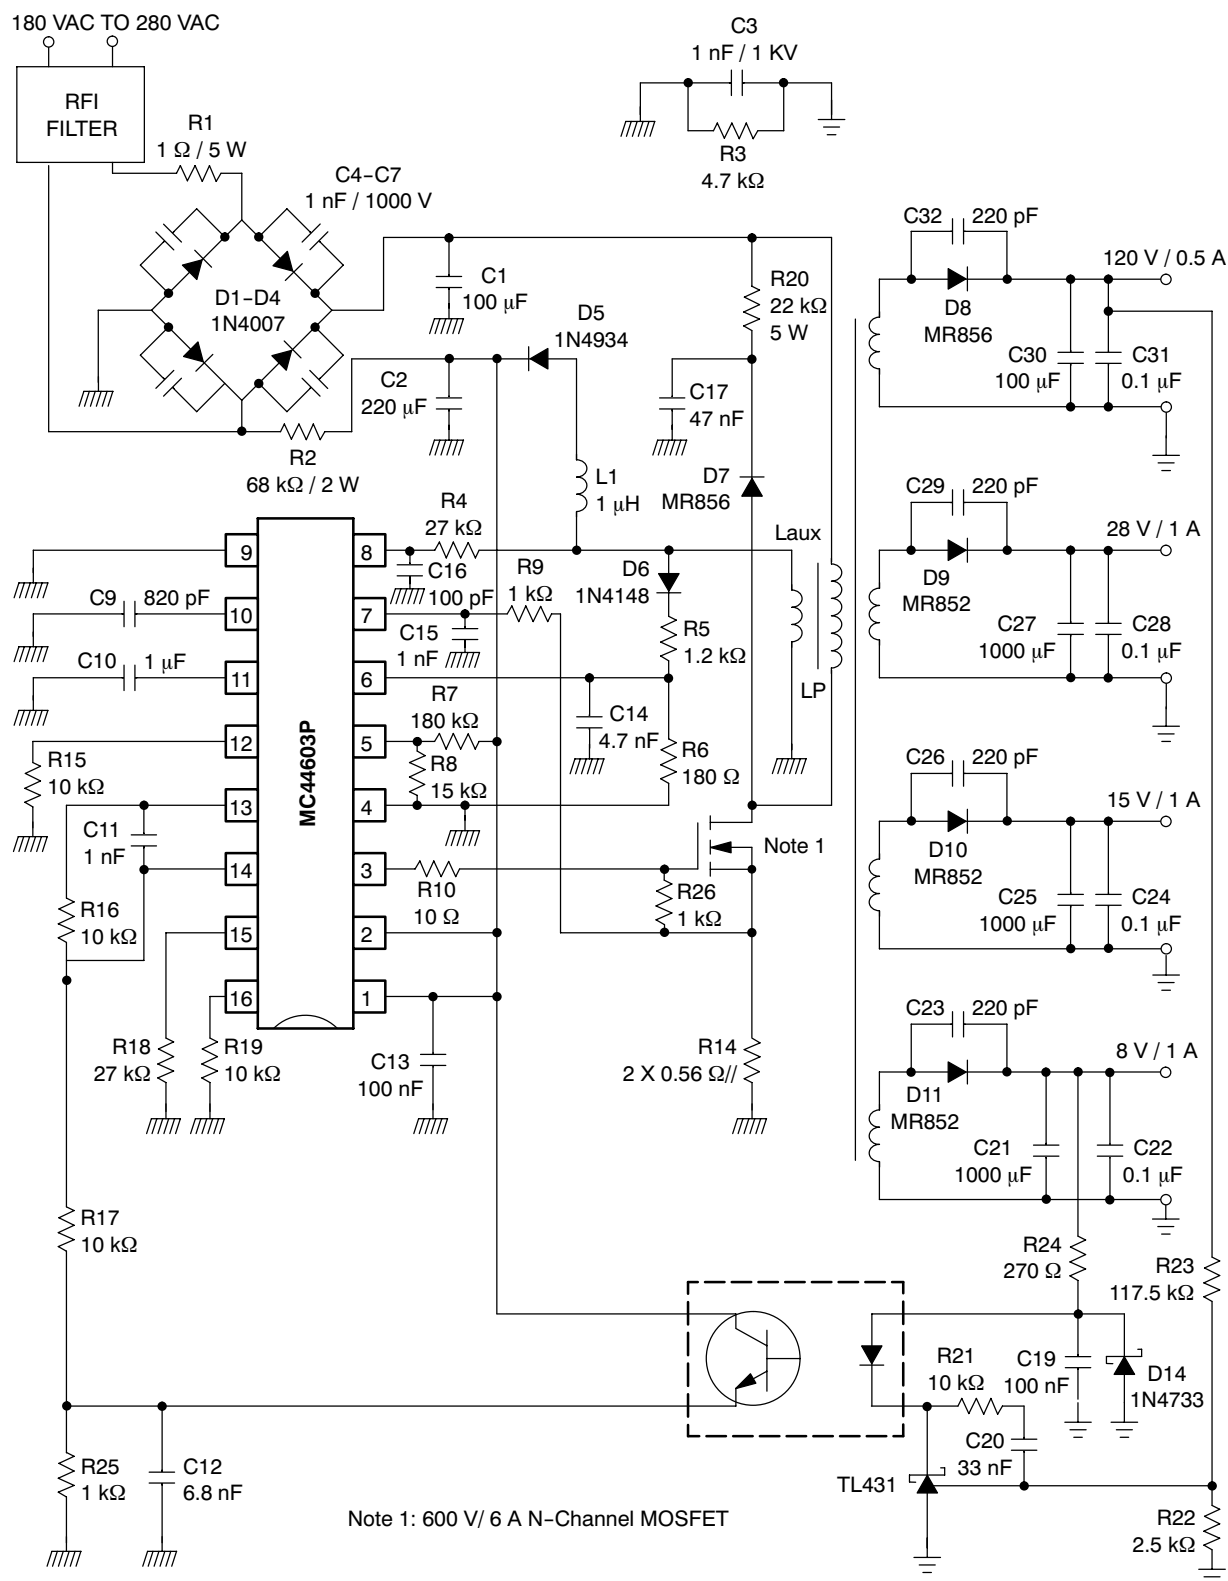 180 VAC TO 280 VAC
RFI
FILTER
R1
1 Ω / 5 W
C4–C7
1 nF / 1000 V
D1–D4
1N4007
C3
1 nF / 1 KV
R3
4.7 kΩ
C1
100 μF
R2
68 kΩ / 2 W
C2
220 μF
D5
1N4934
L1
1 μH
R20
22 kΩ
5 W
C17
47 nF
D7
MR856
Laux
LP
R4
27 kΩ
C16
100 pF
R9
1 kΩ
D6
1N4148
C15
1 nF
R5
1.2 kΩ
R7
180 kΩ
R8
15 kΩ
C14
4.7 nF
R6
180 Ω
Note 1
R10
10 Ω
R26
1 kΩ
R14
2 X 0.56 Ω//
C13
100 nF
MC44603P
9
10
11
12
13
14
15
16
8
7
6
5
4
3
2
1
C9
820 pF
C10
1 μF
R15
10 kΩ
C11
1 nF
R16
10 kΩ
R18
27 kΩ
R19
10 kΩ
R17
10 kΩ
R25
1 kΩ
C12
6.8 nF
C32
220 pF
120 V / 0.5 A
D8
MR856
C30
100 μF
C31
0.1 μF
C29
220 pF
28 V / 1 A
D9
MR852
C27
1000 μF
C28
0.1 μF
C26
220 pF
15 V / 1 A
D10
MR852
C25
1000 μF
C24
0.1 μF
C23
220 pF
8 V / 1 A
D11
MR852
C21
1000 μF
C22
0.1 μF
R24
270 Ω
R23
117.5 kΩ
R21
10 kΩ
C19
100 nF
D14
1N4733
C20
33 nF
TL431
R22
2.5 kΩ
Note 1: 600 V/ 6 A N–Channel MOSFET